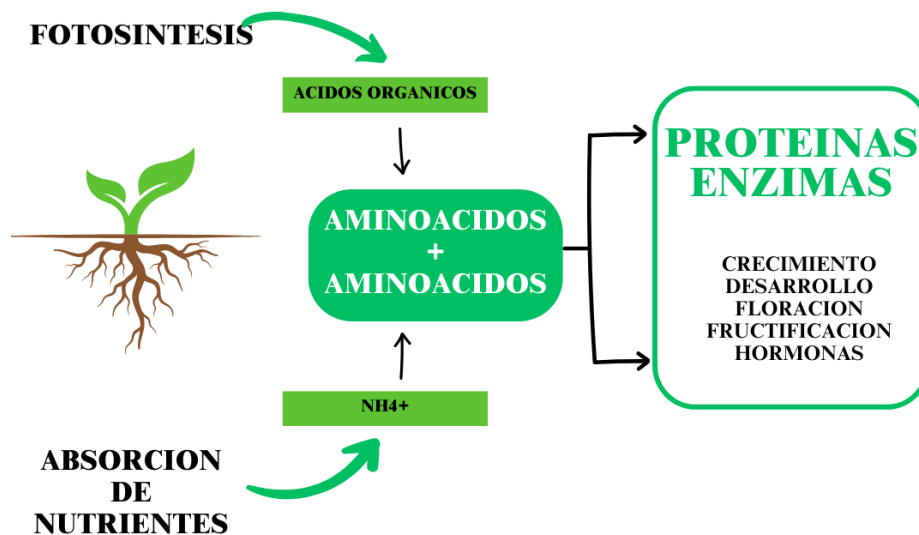 FOTOSINTESIS
ACIDOS ORGANICOS
AMINOACIDOS
+
AMINOACIDOS
NH4+
ABSORCION
DE
NUTRIENTES
PROTEINAS
ENZIMAS
CRECIMIENTO
DESARROLLO
FLORACION
FRUCTIFICACION
HORMONAS